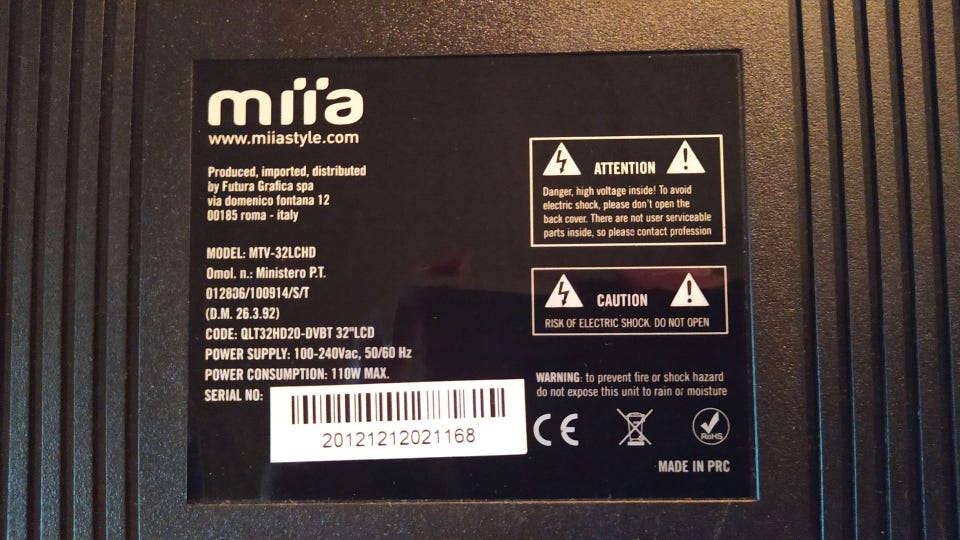 miia
www.miiastyle.com
Produced, imported, distributed
by Futura Grafica spa
via domenico fontana 12
00185 roma - italy
MODEL: MTV-32LCHD
Omol. n.: Ministero P.T.
012806/100914/S/T
(D.M. 26.3.92)
CODE: QLT32HD20-DVBT 32"LCD
POWER SUPPLY: 100-240Vac, 50/60 Hz
POWER CONSUMPTION: 110W MAX.
SERIAL NO:
20121212021168
ATTENTION
Danger, high voltage inside! To avoid
electric shock, please don't open the
back cover. There are not user serviceable
parts inside, so please contact profession
CAUTION
RISK OF ELECTRIC SHOCK. DO NOT OPEN
WARNING: to prevent fire or shock hazard
do not expose this unit to rain or moisture
CE
RoHS
MADE IN PRC